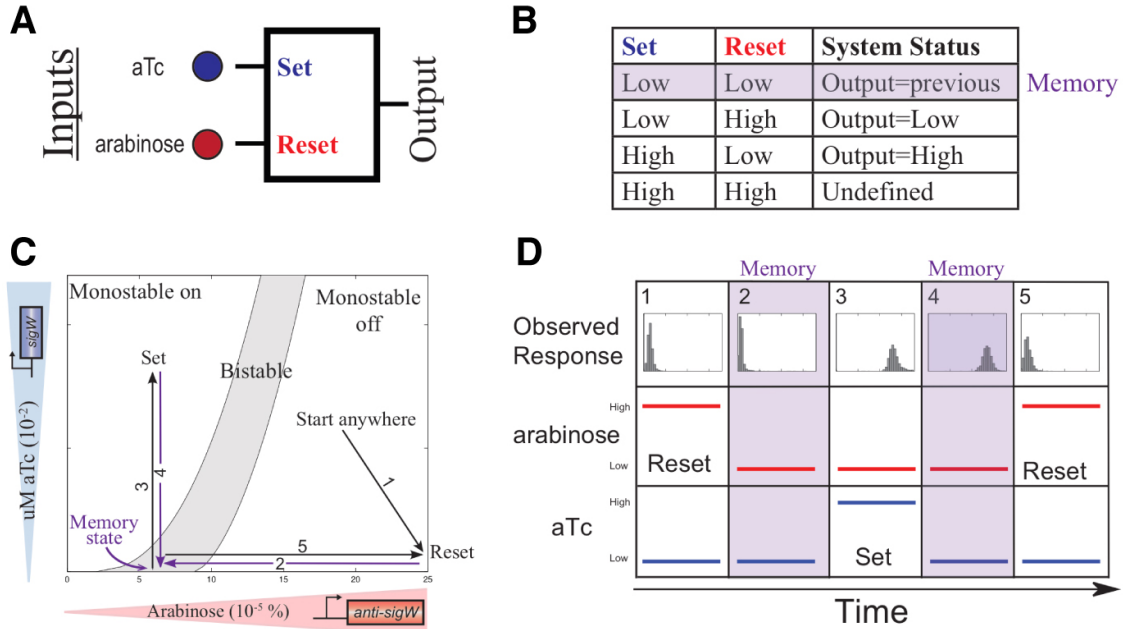 A
Inputs
aTc
arabinose
Set
Reset
Output
B
Set Reset System Status
Low Low Output=previous
Low High Output=Low
High Low Output=High
High High Undefined
Memory
C
sigW
uM aTc (10-2)
Monostable on
Monostable
off
Bistable
Set
Start anywhere
1
3
4
Memory
state
5
2
Reset
0 5 10 15 20 25
Arabinose (10-5 %)
anti-sigW
D
Memory Memory
1 2 3 4 5
Observed
Response
arabinose
High
Low
Reset
Reset
aTc
High
Low
Set
Time